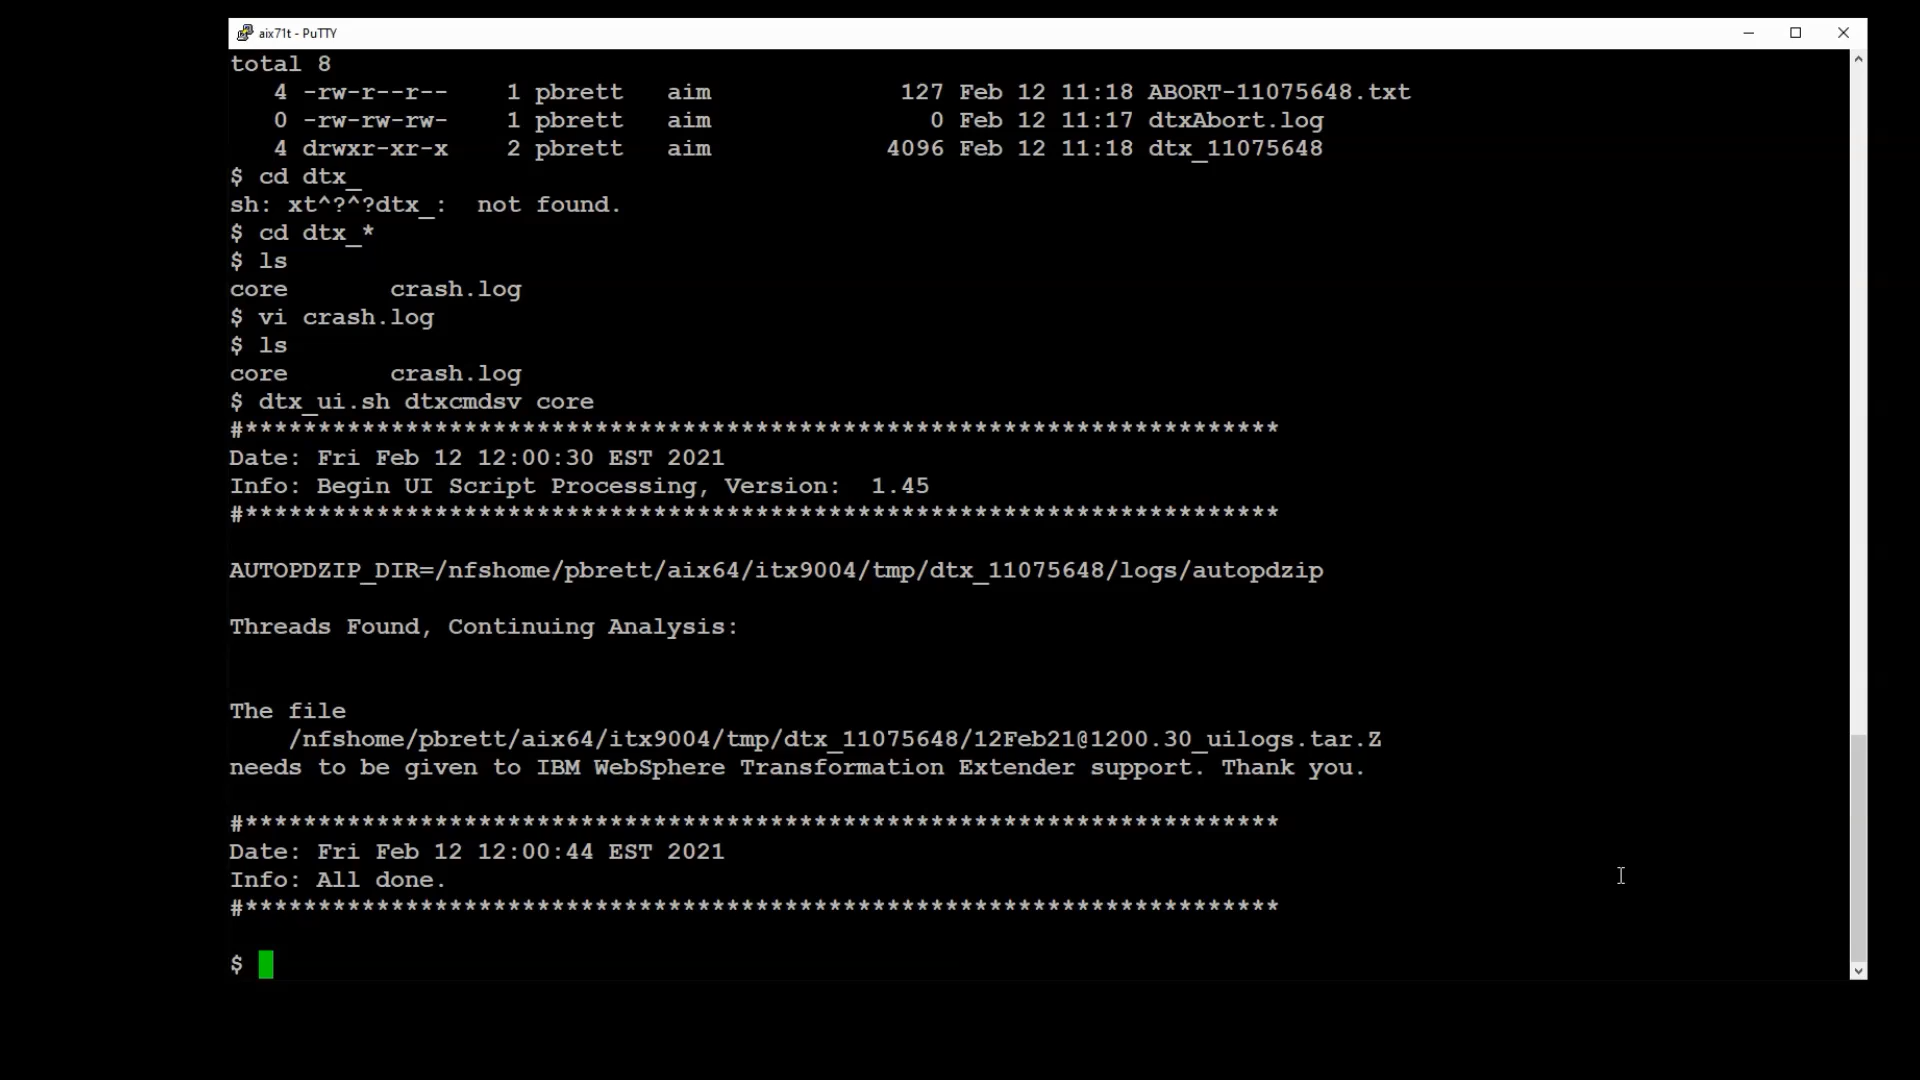 aix71t - PuTTY
total 8
   4 -rw-r--r--    1 pbrett   aim             127 Feb 12 11:18 ABORT-11075648.txt
   0 -rw-rw-rw-    1 pbrett   aim               0 Feb 12 11:17 dtxAbort.log
   4 drwxr-xr-x    2 pbrett   aim            4096 Feb 12 11:18 dtx_11075648
$ cd dtx_
sh: xt^?^?dtx_:  not found.
$ cd dtx_*
$ ls
core       crash.log
$ vi crash.log
$ ls
core       crash.log
$ dtx_ui.sh dtxcmdsv core
#***********************************************************************
Date: Fri Feb 12 12:00:30 EST 2021
Info: Begin UI Script Processing, Version:  1.45
#***********************************************************************
AUTOPDZIP_DIR=/nfshome/pbrett/aix64/itx9004/tmp/dtx_11075648/logs/autopdzip
Threads Found, Continuing Analysis:
The file
    /nfshome/pbrett/aix64/itx9004/tmp/dtx_11075648/12Feb21@1200.30_uilogs.tar.Z
needs to be given to IBM WebSphere Transformation Extender support. Thank you.
#***********************************************************************
Date: Fri Feb 12 12:00:44 EST 2021
Info: All done.
#***********************************************************************
$